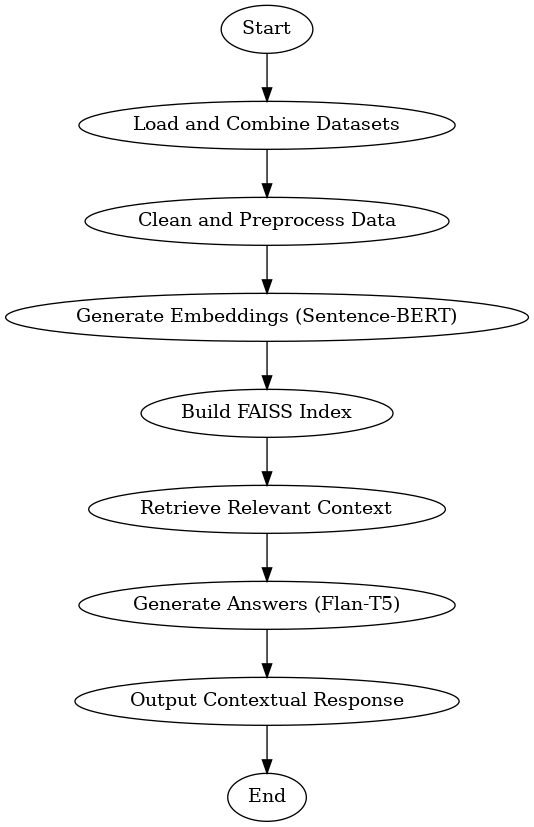 Start
Load and Combine Datasets
Clean and Preprocess Data
Generate Embeddings (Sentence-BERT)
Build FAISS Index
Retrieve Relevant Context
Generate Answers (Flan-T5)
Output Contextual Response
End